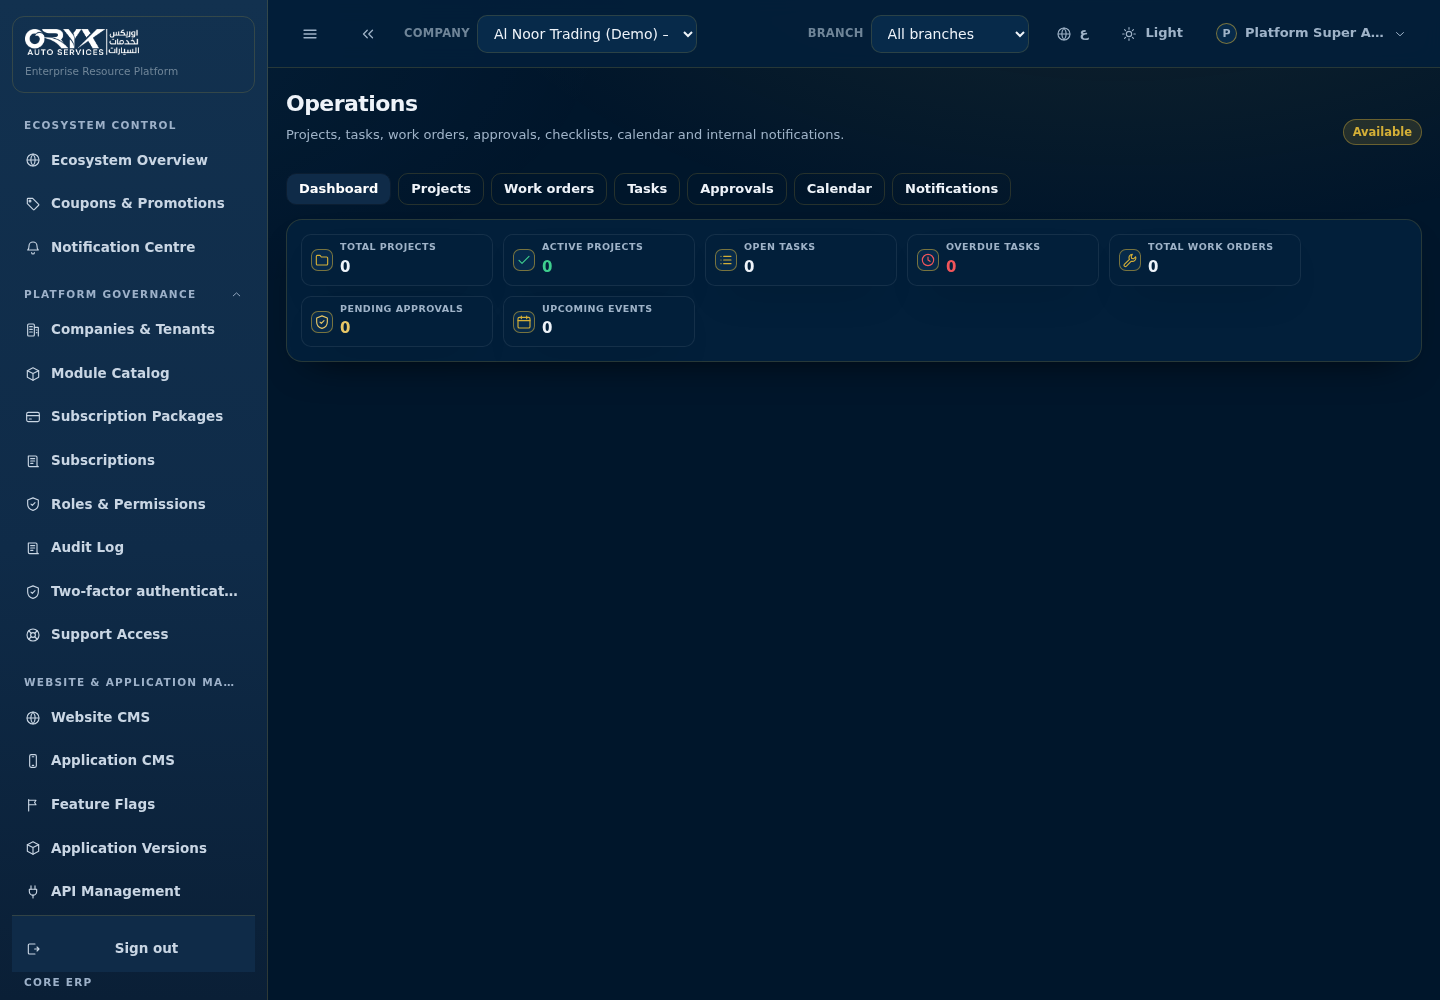 ORYX
اوريكس
لخدمات
السيارات
AUTO SERVICES
Enterprise Resource Platform
ECOSYSTEM CONTROL
Ecosystem Overview
Coupons & Promotions
Notification Centre
PLATFORM GOVERNANCE
Companies & Tenants
Module Catalog
Subscription Packages
Subscriptions
Roles & Permissions
Audit Log
Two-factor authenticat...
Support Access
WEBSITE & APPLICATION MA...
Website CMS
Application CMS
Feature Flags
Application Versions
API Management
Sign out
CORE ERP
COMPANY
Al Noor Trading (Demo) –
BRANCH
All branches
ع
Light
P
Platform Super A...
Operations
Projects, tasks, work orders, approvals, checklists, calendar and internal notifications.
Available
Dashboard
Projects
Work orders
Tasks
Approvals
Calendar
Notifications
TOTAL PROJECTS
0
ACTIVE PROJECTS
0
OPEN TASKS
0
OVERDUE TASKS
0
TOTAL WORK ORDERS
0
PENDING APPROVALS
0
UPCOMING EVENTS
0